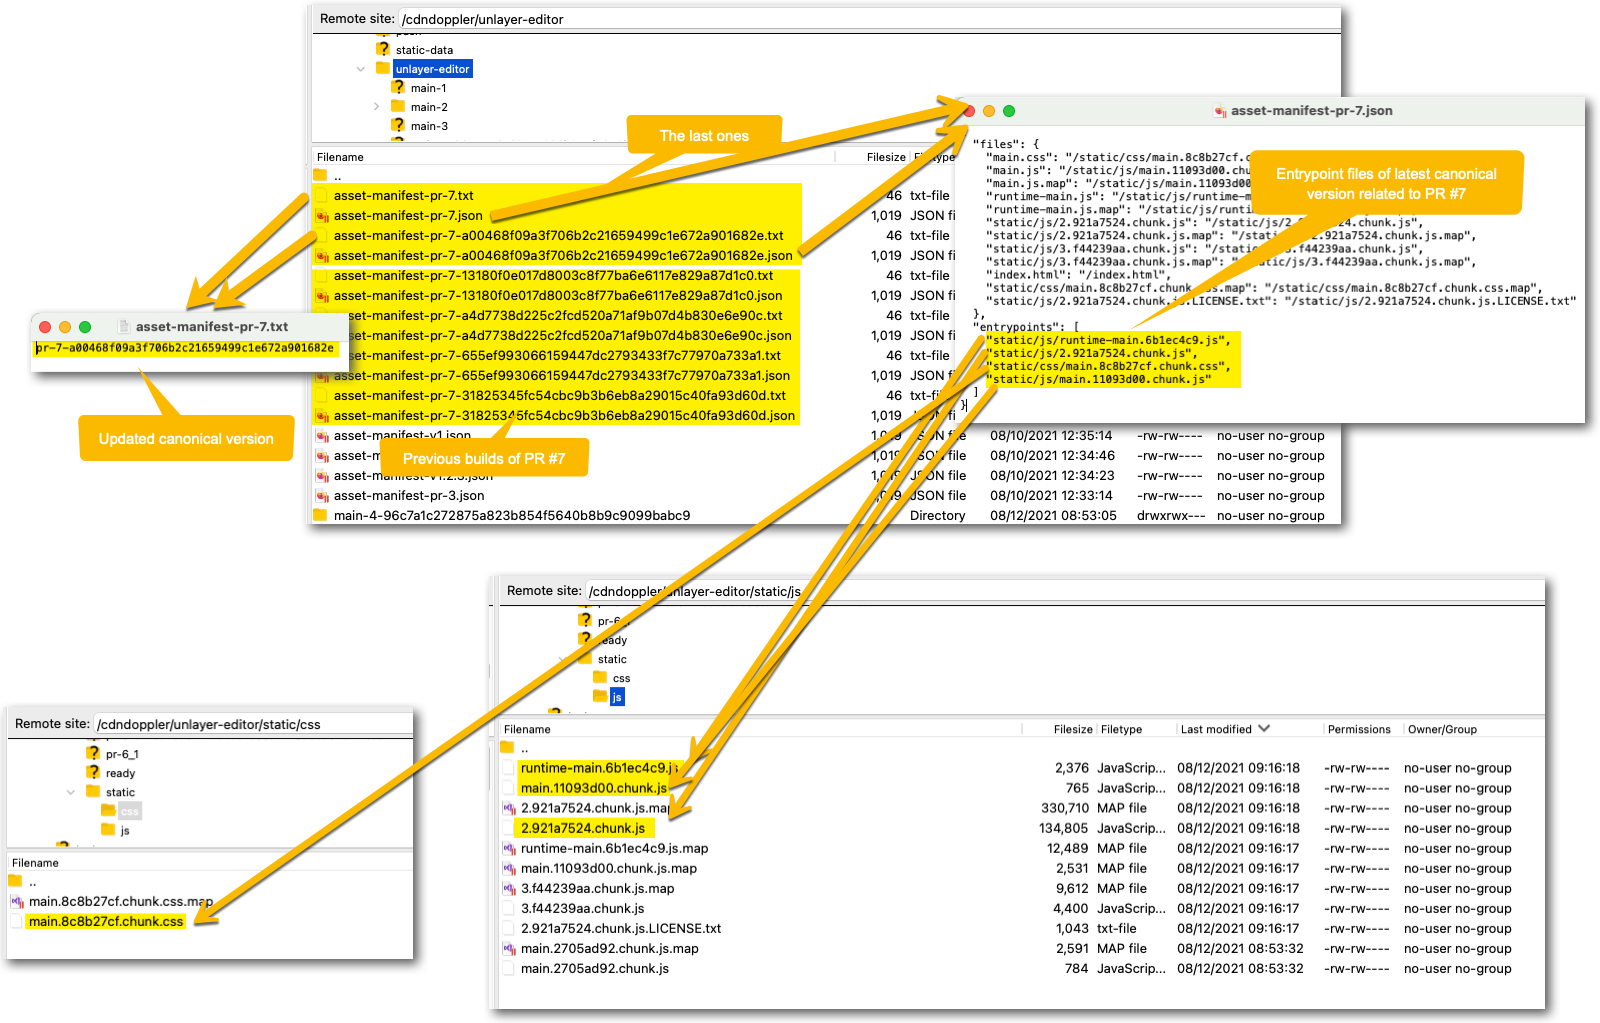 Remote site: /cdndoppler/unlayer-editor
static-data
unlayer-editor
main-1
main-2
main-3
Filename Filesize Filetype
..
asset-manifest-pr-7.txt 46 txt-file
asset-manifest-pr-7.json 1,019 JSON fi
asset-manifest-pr-7-a00468f09a3f706b2c21659499c1e672a901682e.txt 46 txt-file
asset-manifest-pr-7-a00468f09a3f706b2c21659499c1e672a901682e.json 1,019 JSON fi
asset-manifest-pr-7-13180f0e017d8003c8f77ba6e6117e829a87d1c0.txt 46 txt-file
asset-manifest-pr-7-13180f0e017d8003c8f77ba6e6117e829a87d1c0.json 1,019 JSON fi
asset-manifest-pr-7-a4d7738d225c2fcd520a71af9b07d4b830e6e90c.txt 46 txt-file
asset-manifest-pr-7-a4d7738d225c2fcd520a71af9b07d4b830e6e90c.json 1,019 JSON fi
asset-manifest-pr-7-655ef993066159447dc2793433f7c77970a733a1.txt 46 txt-file
asset-manifest-pr-7-655ef993066159447dc2793433f7c77970a733a1.json 1,019 JSON fi
asset-manifest-pr-7-31825345fc54cbc9b3b6eb8a29015c40fa93d60d.txt 46 txt-file
asset-manifest-pr-7-31825345fc54cbc9b3b6eb8a29015c40fa93d60d.json 1,019 JSON fi
asset-manifest-v1.json 1,019 JSON file 08/10/2021 12:35:14 -rw-rw---- no-user no-group
1,019 JSON file 08/10/2021 12:34:46 -rw-rw---- no-user no-group
asset-manifest-v1.2.3.json 1,019 JSON file 08/10/2021 12:34:23 -rw-rw---- no-user no-group
asset-manifest-pr-3.json 1,019 JSON file 08/10/2021 12:33:14 -rw-rw---- no-user no-group
main-4-96c7a1c272875a823b854f5640b8b9c9099babc9 Directory 08/12/2021 08:53:05 drwxrwx--- no-user no-group
The last ones
Previous builds of PR #7
asset-manifest-pr-7.txt
pr-7-a00468f09a3f706b2c21659499c1e672a901682e
Updated canonical version
asset-manifest-pr-7.json
"files": {
"main.css": "/static/css/main.8c8b27cf.c
"main.js": "/static/js/main.11093d00.chunk
"main.js.map": "/static/js/main.11093d00
"runtime-main.js": "/static/js/runtime-m
"runtime-main.js.map": "/static/js/runti
"static/js/2.921a7524.chunk.js": "/static/js/2.921a7524.chunk.js",
"static/js/2.921a7524.chunk.js.map": "/static/js/2.921a7524.chunk.js.map",
"static/js/3.f44239aa.chunk.js": "/static/js/3.f44239aa.chunk.js",
"static/js/3.f44239aa.chunk.js.map": "/static/js/3.f44239aa.chunk.js.map",
"index.html": "/index.html",
"static/css/main.8c8b27cf.chunk.css.map": "/static/css/main.8c8b27cf.chunk.css.map",
"static/js/2.921a7524.chunk.js.LICENSE.txt": "/static/js/2.921a7524.chunk.js.LICENSE.txt"
},
"entrypoints": [
"static/js/runtime-main.6b1ec4c9.js",
"static/js/2.921a7524.chunk.js",
"static/css/main.8c8b27cf.chunk.css",
"static/js/main.11093d00.chunk.js"
]
}
Entrypoint files of latest canonical
version related to PR #7
Remote site: /cdndoppler/unlayer-editor/static/js
ready
static
css
js
Filename Filesize Filetype Last modified Permissions Owner/Group
..
runtime-main.6b1ec4c9.js 2,376 JavaScrip... 08/12/2021 09:16:18 -rw-rw---- no-user no-group
main.11093d00.chunk.js 765 JavaScrip... 08/12/2021 09:16:18 -rw-rw---- no-user no-group
2.921a7524.chunk.js.map 330,710 MAP file 08/12/2021 09:16:18 -rw-rw---- no-user no-group
2.921a7524.chunk.js 134,805 JavaScrip... 08/12/2021 09:16:18 -rw-rw---- no-user no-group
runtime-main.6b1ec4c9.js.map 12,489 MAP file 08/12/2021 09:16:17 -rw-rw---- no-user no-group
main.11093d00.chunk.js.map 2,531 MAP file 08/12/2021 09:16:17 -rw-rw---- no-user no-group
3.f44239aa.chunk.js.map 9,612 MAP file 08/12/2021 09:16:17 -rw-rw---- no-user no-group
3.f44239aa.chunk.js 4,400 JavaScrip... 08/12/2021 09:16:17 -rw-rw---- no-user no-group
2.921a7524.chunk.js.LICENSE.txt 1,043 txt-file 08/12/2021 09:16:17 -rw-rw---- no-user no-group
main.2705ad92.chunk.js.map 2,591 MAP file 08/12/2021 08:53:32 -rw-rw---- no-user no-group
main.2705ad92.chunk.js 784 JavaScrip... 08/12/2021 08:53:32 -rw-rw---- no-user no-group
Remote site: /cdndoppler/unlayer-editor/static/css
pr-6_1
ready
static
css
js
Filename
..
main.8c8b27cf.chunk.css.map
main.8c8b27cf.chunk.css